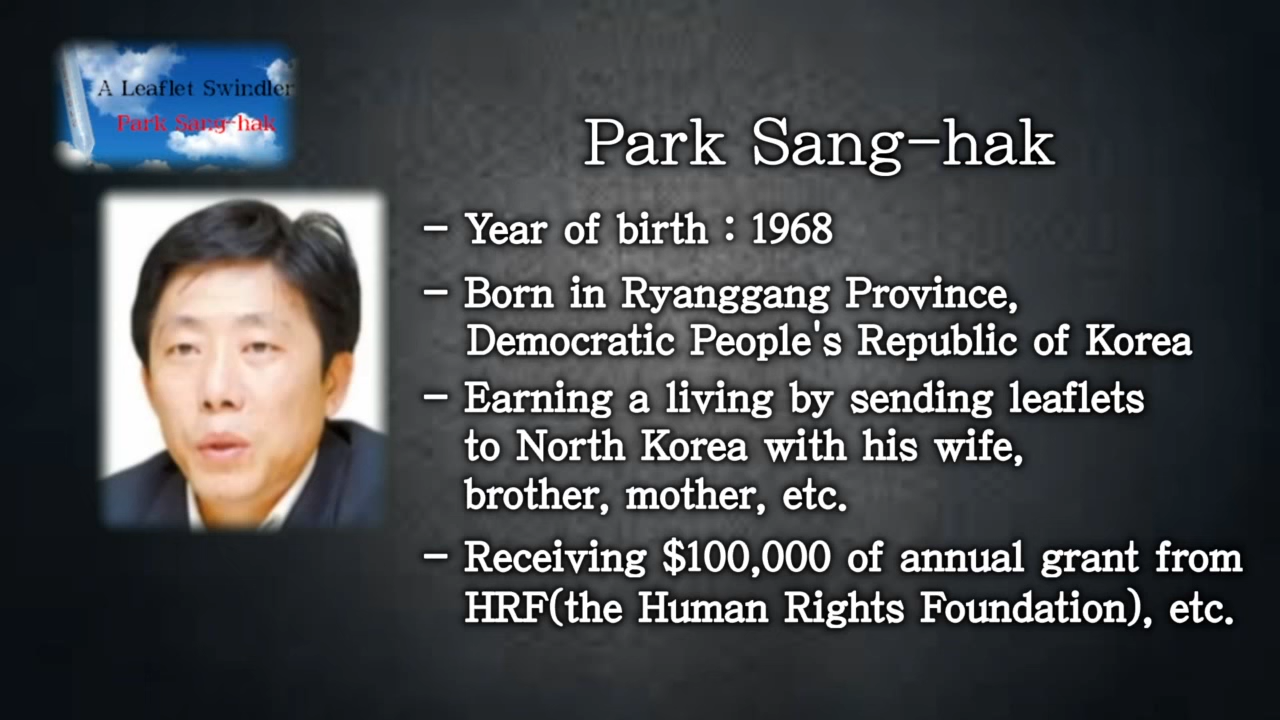 A Leaflet Swindler
Park Sang-hak
Park Sang-hak
- Year of birth : 1968
- Born in Ryanggang Province,
Democratic People's Republic of Korea
- Earning a living by sending leaflets
to North Korea with his wife,
brother, mother, etc.
- Receiving $100,000 of annual grant from
HRF(the Human Rights Foundation), etc.